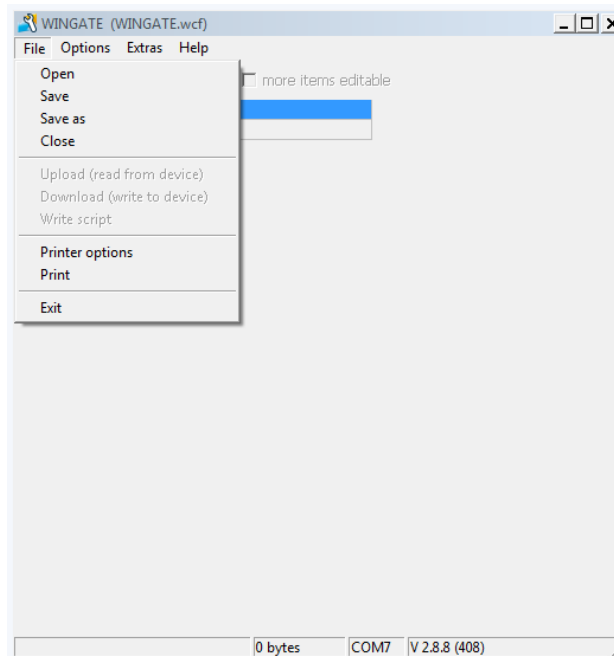 WINGATE (WINGATE.wcf)
File Options Extras Help
Open
more items editable
Save
Save as
Close
Upload (read from device)
Download (write to device)
Write script
Printer options
Print
Exit
0 bytes COM7 V 2.8.8 (408)